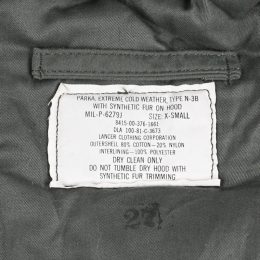 PARKA, EXTREME COLD WEATHER, TYPE N-3B
WITH SYNTHETIC FUR ON HOOD
MIL-P-6279J SIZE: X-SMALL
8415-00-376-1661
DLA 100-81-C-
LANCER CLOTHING CORPORATION
OUTERSHELL 80% COTTON-20% NYLON
INTERLINING-100% POLYESTER
DRY CLEAN ONLY
DO NOT TUMBLE DRY HOOD WITH
SYNTHETIC FUR TRIMMING